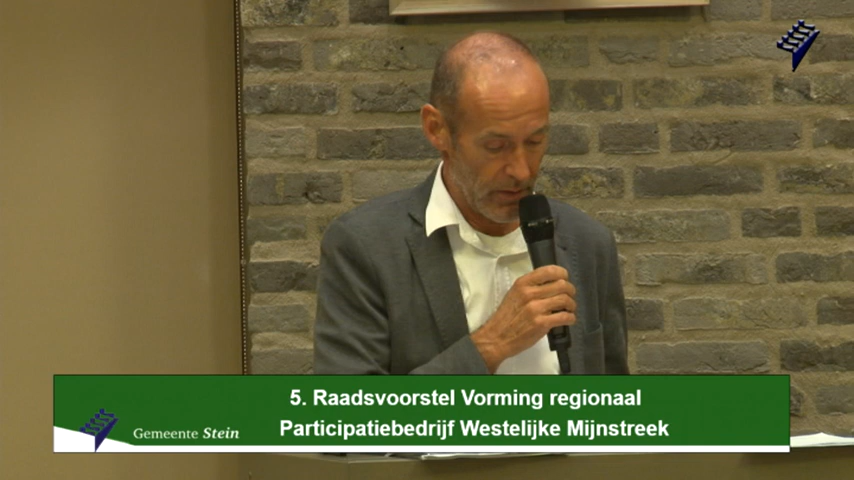 5. Raadsvoorstel Vorming regionaal
Participatiebedrijf Westelijke Mijnstreek
Gemeente Stein